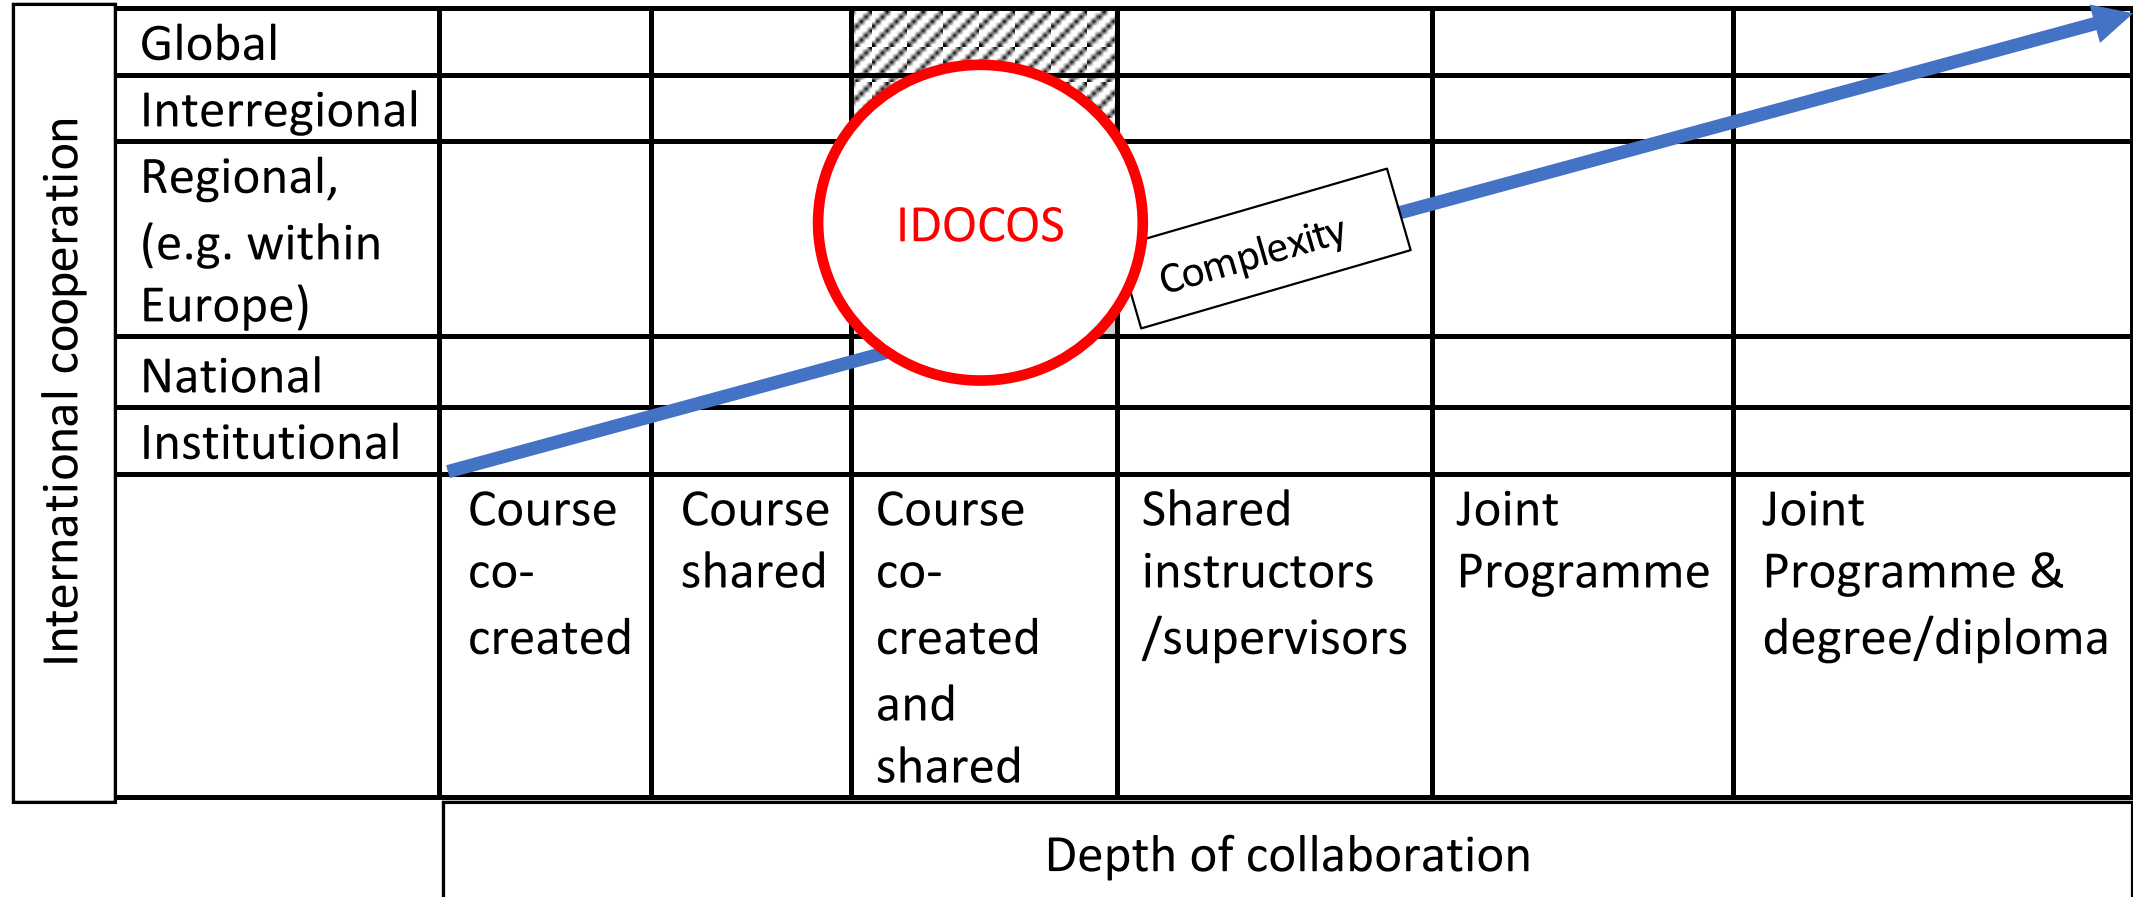 International cooperation
Global
Interregional
Regional,
(e.g. within
Europe)
National
Institutional
IDOCOS
Complexity
Course
co-
created
Course
shared
Course
co-
created
and
shared
Shared
instructors
/supervisors
Joint
Programme
Joint
Programme &
degree/diploma
Depth of collaboration